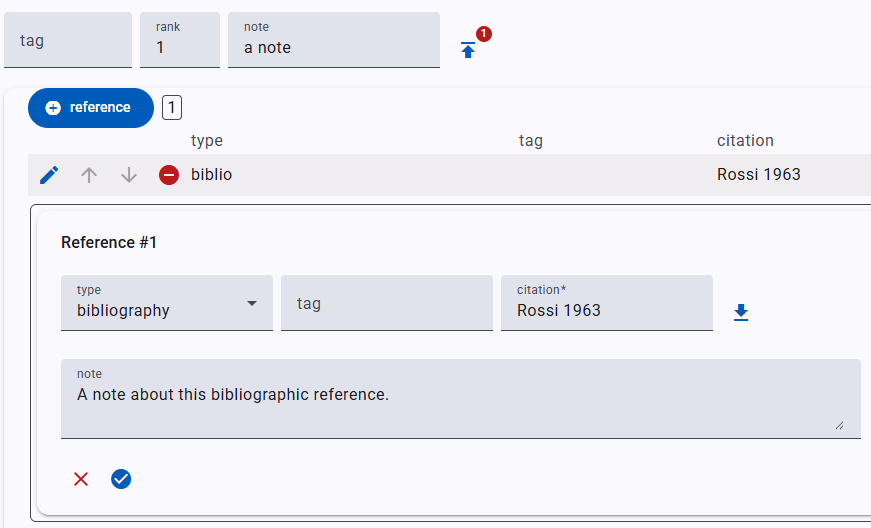 tag
rank
1
note
a note
1
reference
1
type tag citation
biblio Rossi 1963
Reference #1
type
bibliography
tag
citation*
Rossi 1963
note
A note about this bibliographic reference.